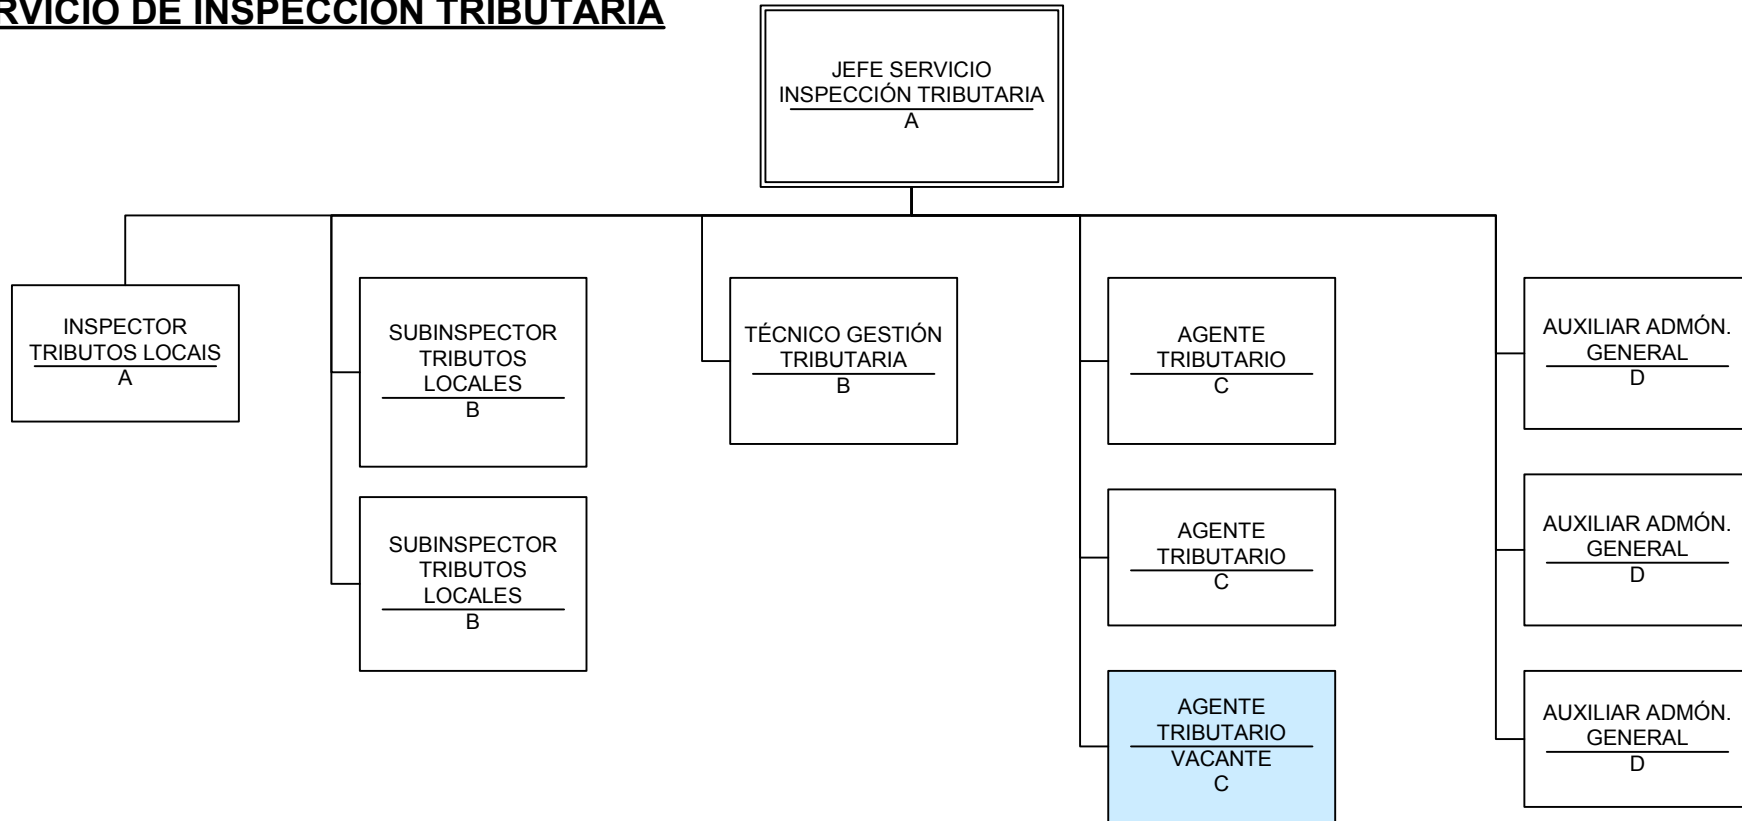 RVICIO DE INSPECCIÓN TRIBUTARIA
JEFE SERVICIO
INSPECCIÓN TRIBUTARIA
A
INSPECTOR
TRIBUTOS LOCAIS
A
SUBINSPECTOR
TRIBUTOS
LOCALES
B
SUBINSPECTOR
TRIBUTOS
LOCALES
B
TÉCNICO GESTIÓN
TRIBUTARIA
B
AGENTE
TRIBUTARIO
C
AGENTE
TRIBUTARIO
C
AGENTE
TRIBUTARIO
VACANTE
C
AUXILIAR ADMÓN.
GENERAL
D
AUXILIAR ADMÓN.
GENERAL
D
AUXILIAR ADMÓN.
GENERAL
D